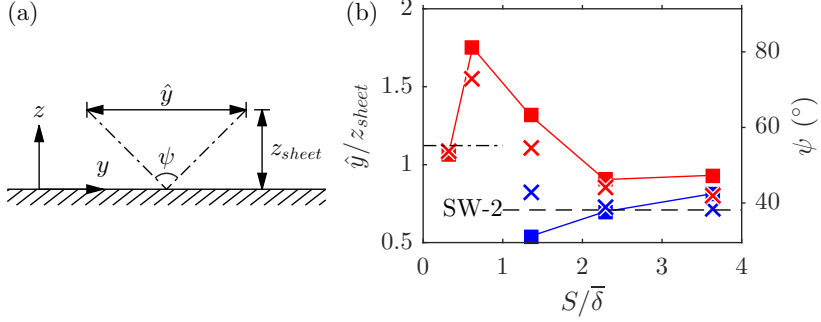 (a)
ŷ
z
z_sheet
ψ
y
(b)
2
1.5
1
0.5
ŷ/z_sheet
SW-2
80
60
40
ψ (°)
0 1 2 3 4
S/δ̅